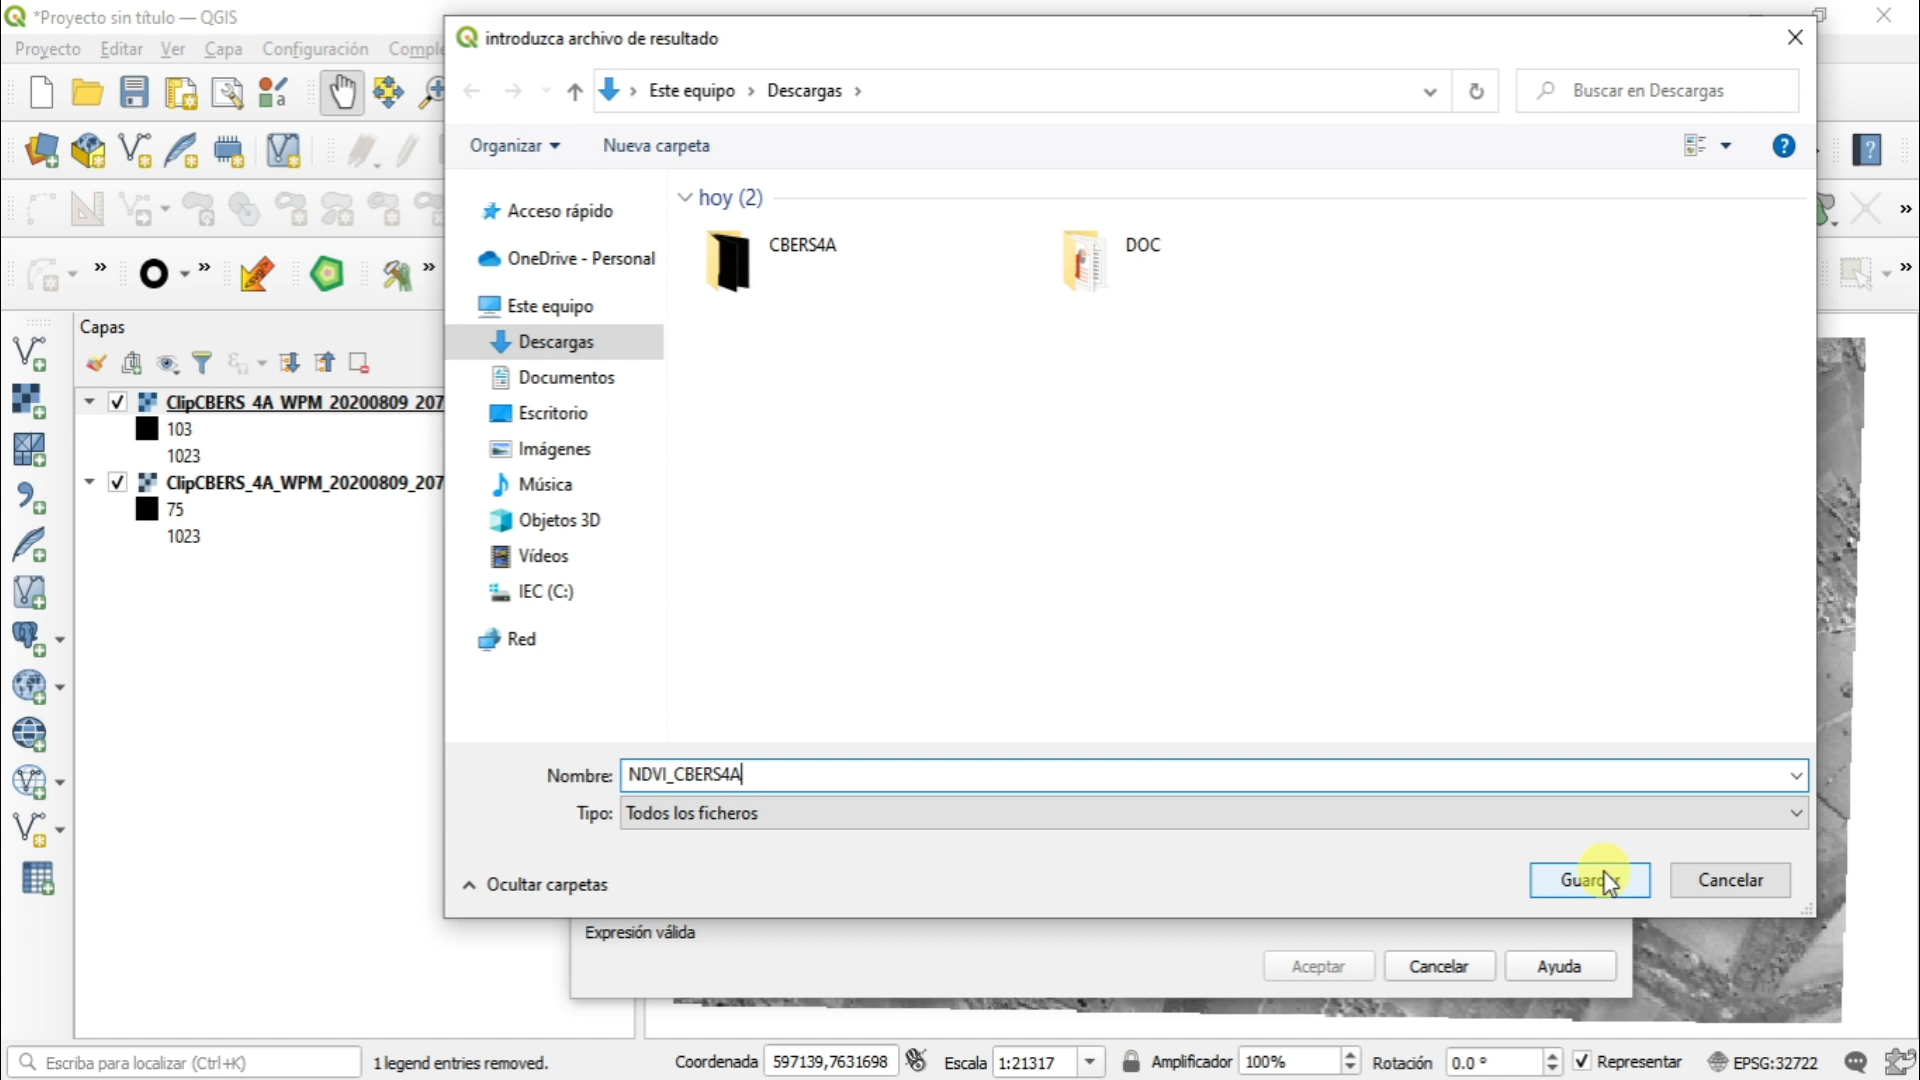 *Proyecto sin título — QGIS
Proyecto Editar Ver Capa Configuración Comple
introduzca archivo de resultado
Este equipo Descargas
Buscar en Descargas
Organizar
Nueva carpeta
Acceso rápido
OneDrive - Personal
Este equipo
Descargas
Documentos
Escritorio
Imágenes
Música
Objetos 3D
Vídeos
IEC (C:)
Red
hoy (2)
CBERS4A
DOC
Capas
ClipCBERS_4A_WPM_20200809_207
103
1023
ClipCBERS_4A_WPM_20200809_207
75
1023
Nombre: NDVI_CBERS4A
Tipo: Todos los ficheros
Ocultar carpetas
Cancelar
Expresión válida
Aceptar Cancelar Ayuda
Escriba para localizar (Ctrl+K) 1 legend entries removed. Coordenada 597139,7631698 Escala 1:21317 Amplificador 100% Rotación 0.0 ° Representar EPSG:32722